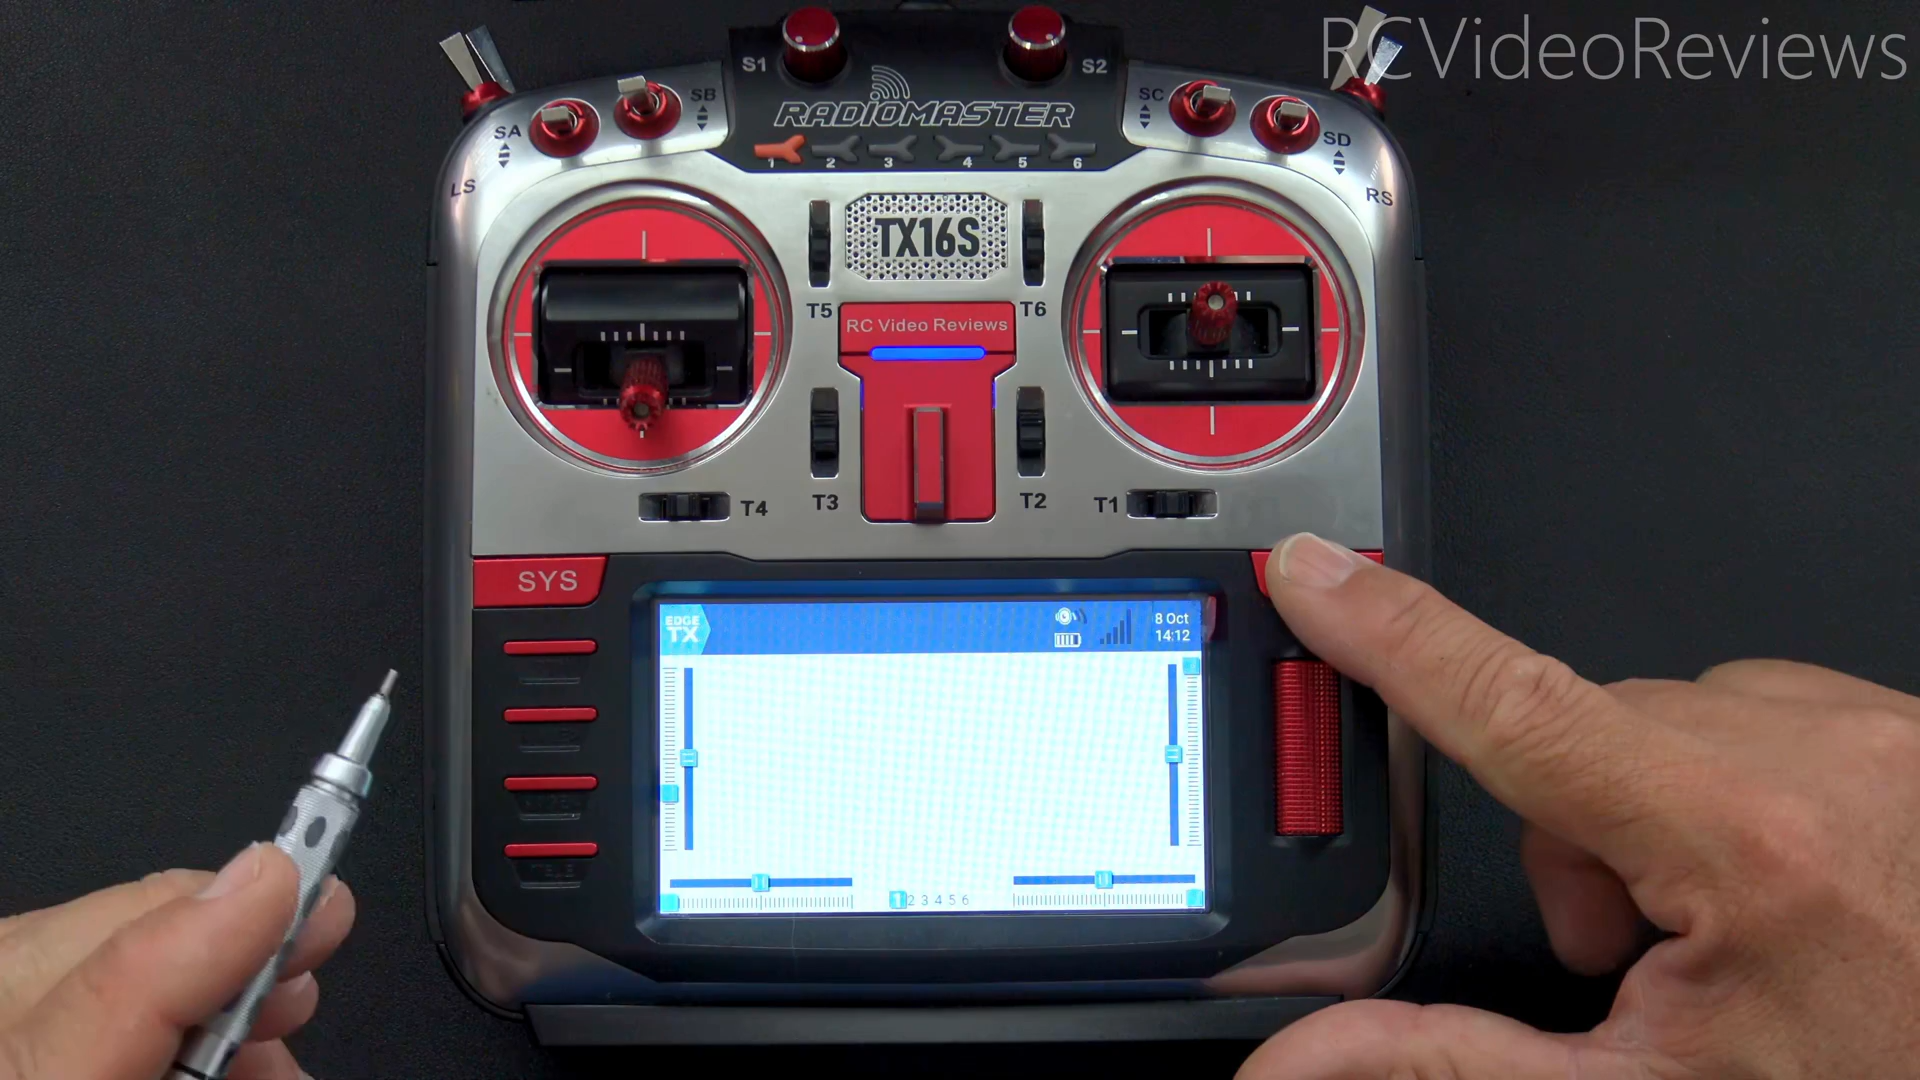 RCVideoReviews
S1
S2
SB
SC
RADIOMASTER
SA
SD
1 2 3 4 5 6
LS
RS
TX16S
T5
T6
RC Video Reviews
T4
T3
T2
T1
SYS
EDGE
TX
8 Oct
14:12
1 2 3 4 5 6
TELE